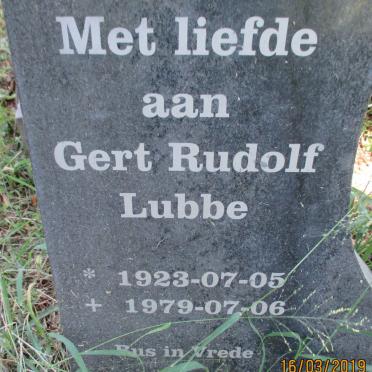 Met liefde
aan
Gert Rudolf
Lubbe
* 1923-07-05
+ 1979-07-06
Rus in Vrede
16/03/2019